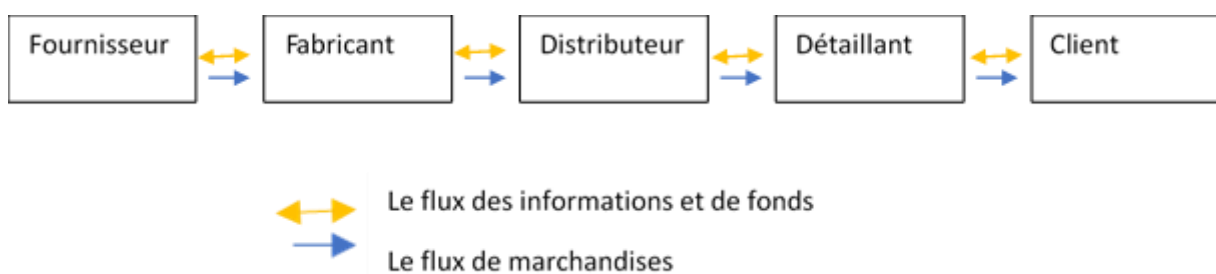 Fournisseur Fabricant Distributeur Détaillant Client
Le flux des informations et de fonds
Le flux de marchandises